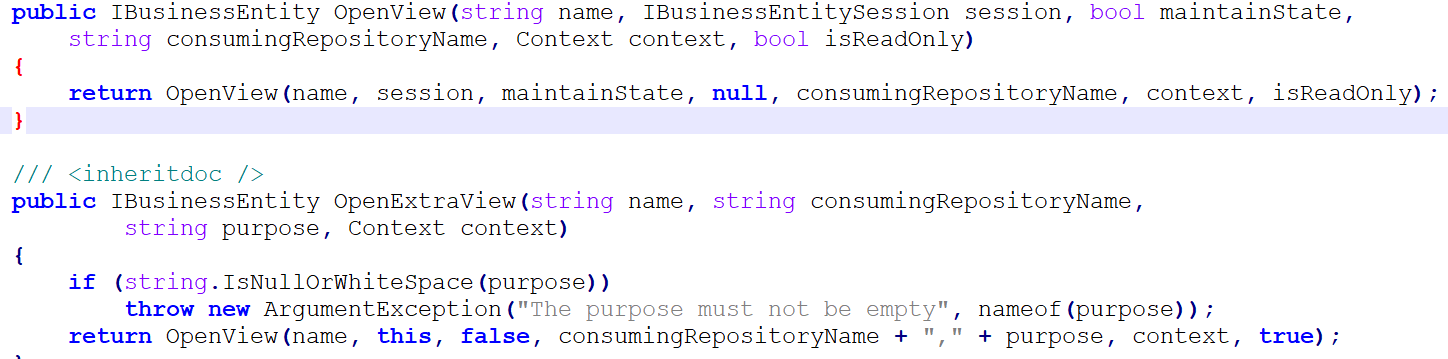 public IBusinessEntity OpenView(string name, IBusinessEntitySession session, bool maintainState,
    string consumingRepositoryName, Context context, bool isReadOnly)
{
    return OpenView(name, session, maintainState, null, consumingRepositoryName, context, isReadOnly);
}

/// <inheritdoc />
public IBusinessEntity OpenExtraView(string name, string consumingRepositoryName,
        string purpose, Context context)
{
    if (string.IsNullOrWhiteSpace(purpose))
        throw new ArgumentException("The purpose must not be empty", nameof(purpose));
    return OpenView(name, this, false, consumingRepositoryName + "," + purpose, context, true);